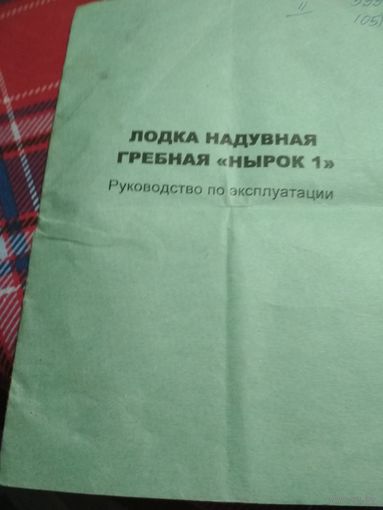 ЛОДКА НАДУВНАЯ
ГРЕБНАЯ «НЫРОК 1»
Руководство по эксплуатации